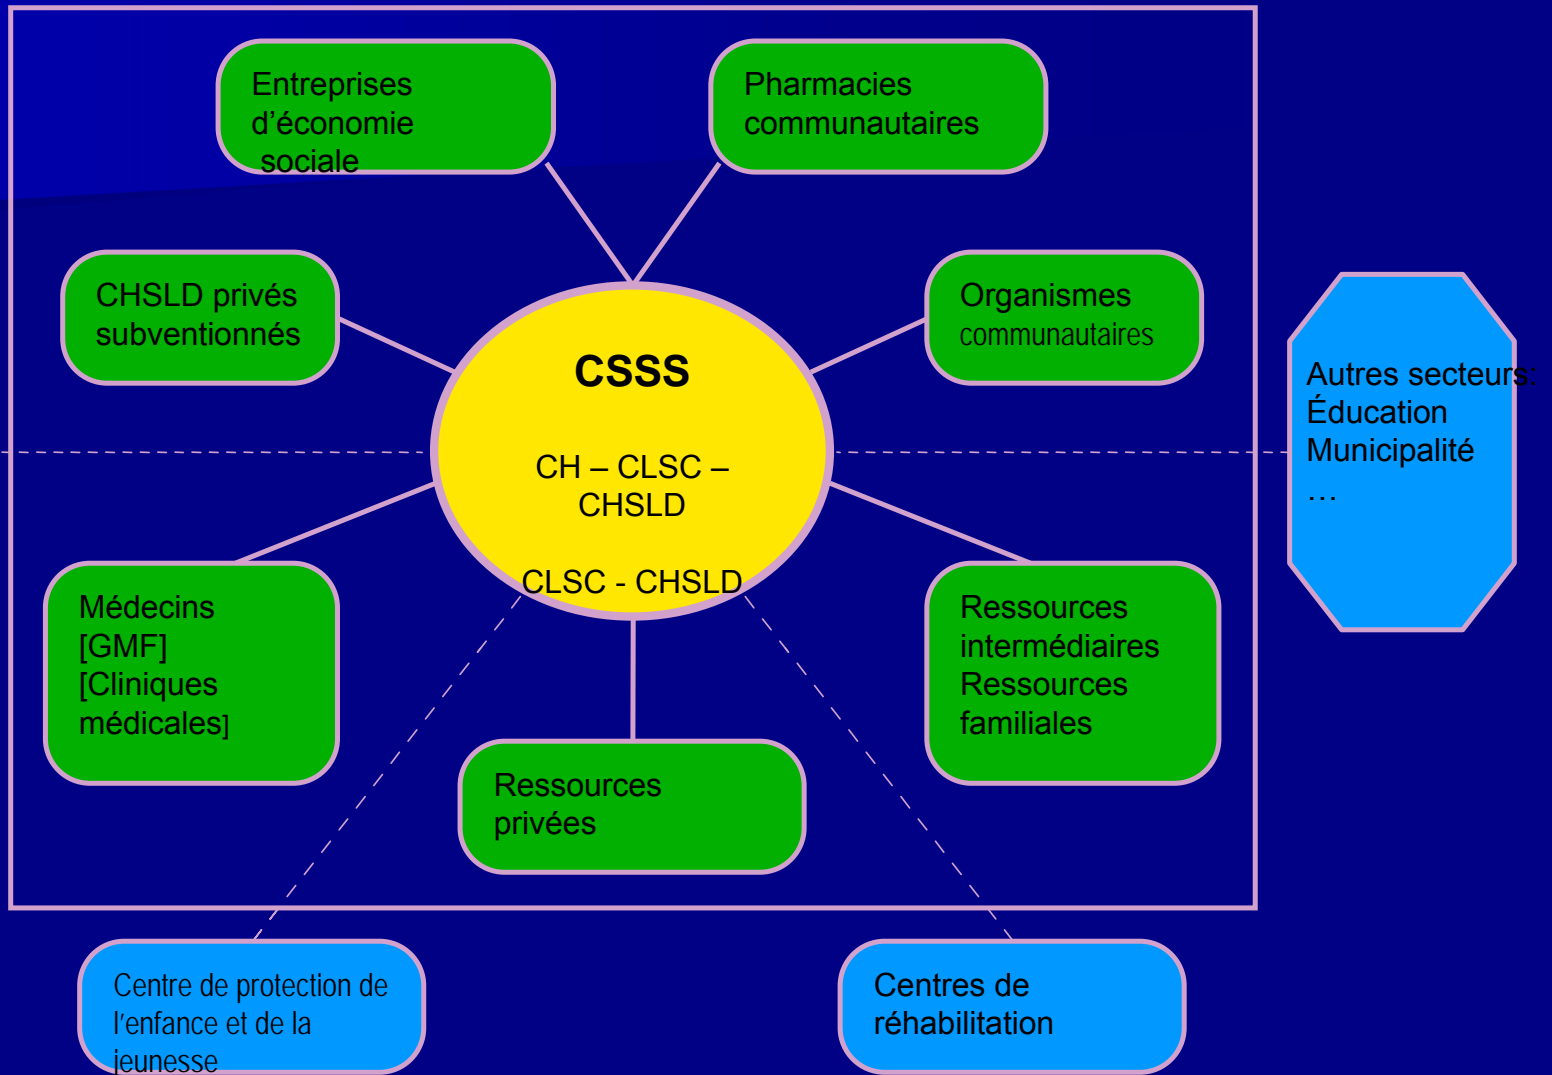 Entreprises
d’économie
sociale
Pharmacies
communautaires
CHSLD privés
subventionnés
Organismes
communautaires
CSSS
CH – CLSC –
CHSLD
CLSC - CHSLD
Autres secteurs:
Éducation
Municipalité
…
Médecins
[GMF]
[Cliniques
médicales]
Ressources
intermédiaires
Ressources
familiales
Ressources
privées
Centre de protection de
l’enfance et de la
jeunesse
Centres de
réhabilitation